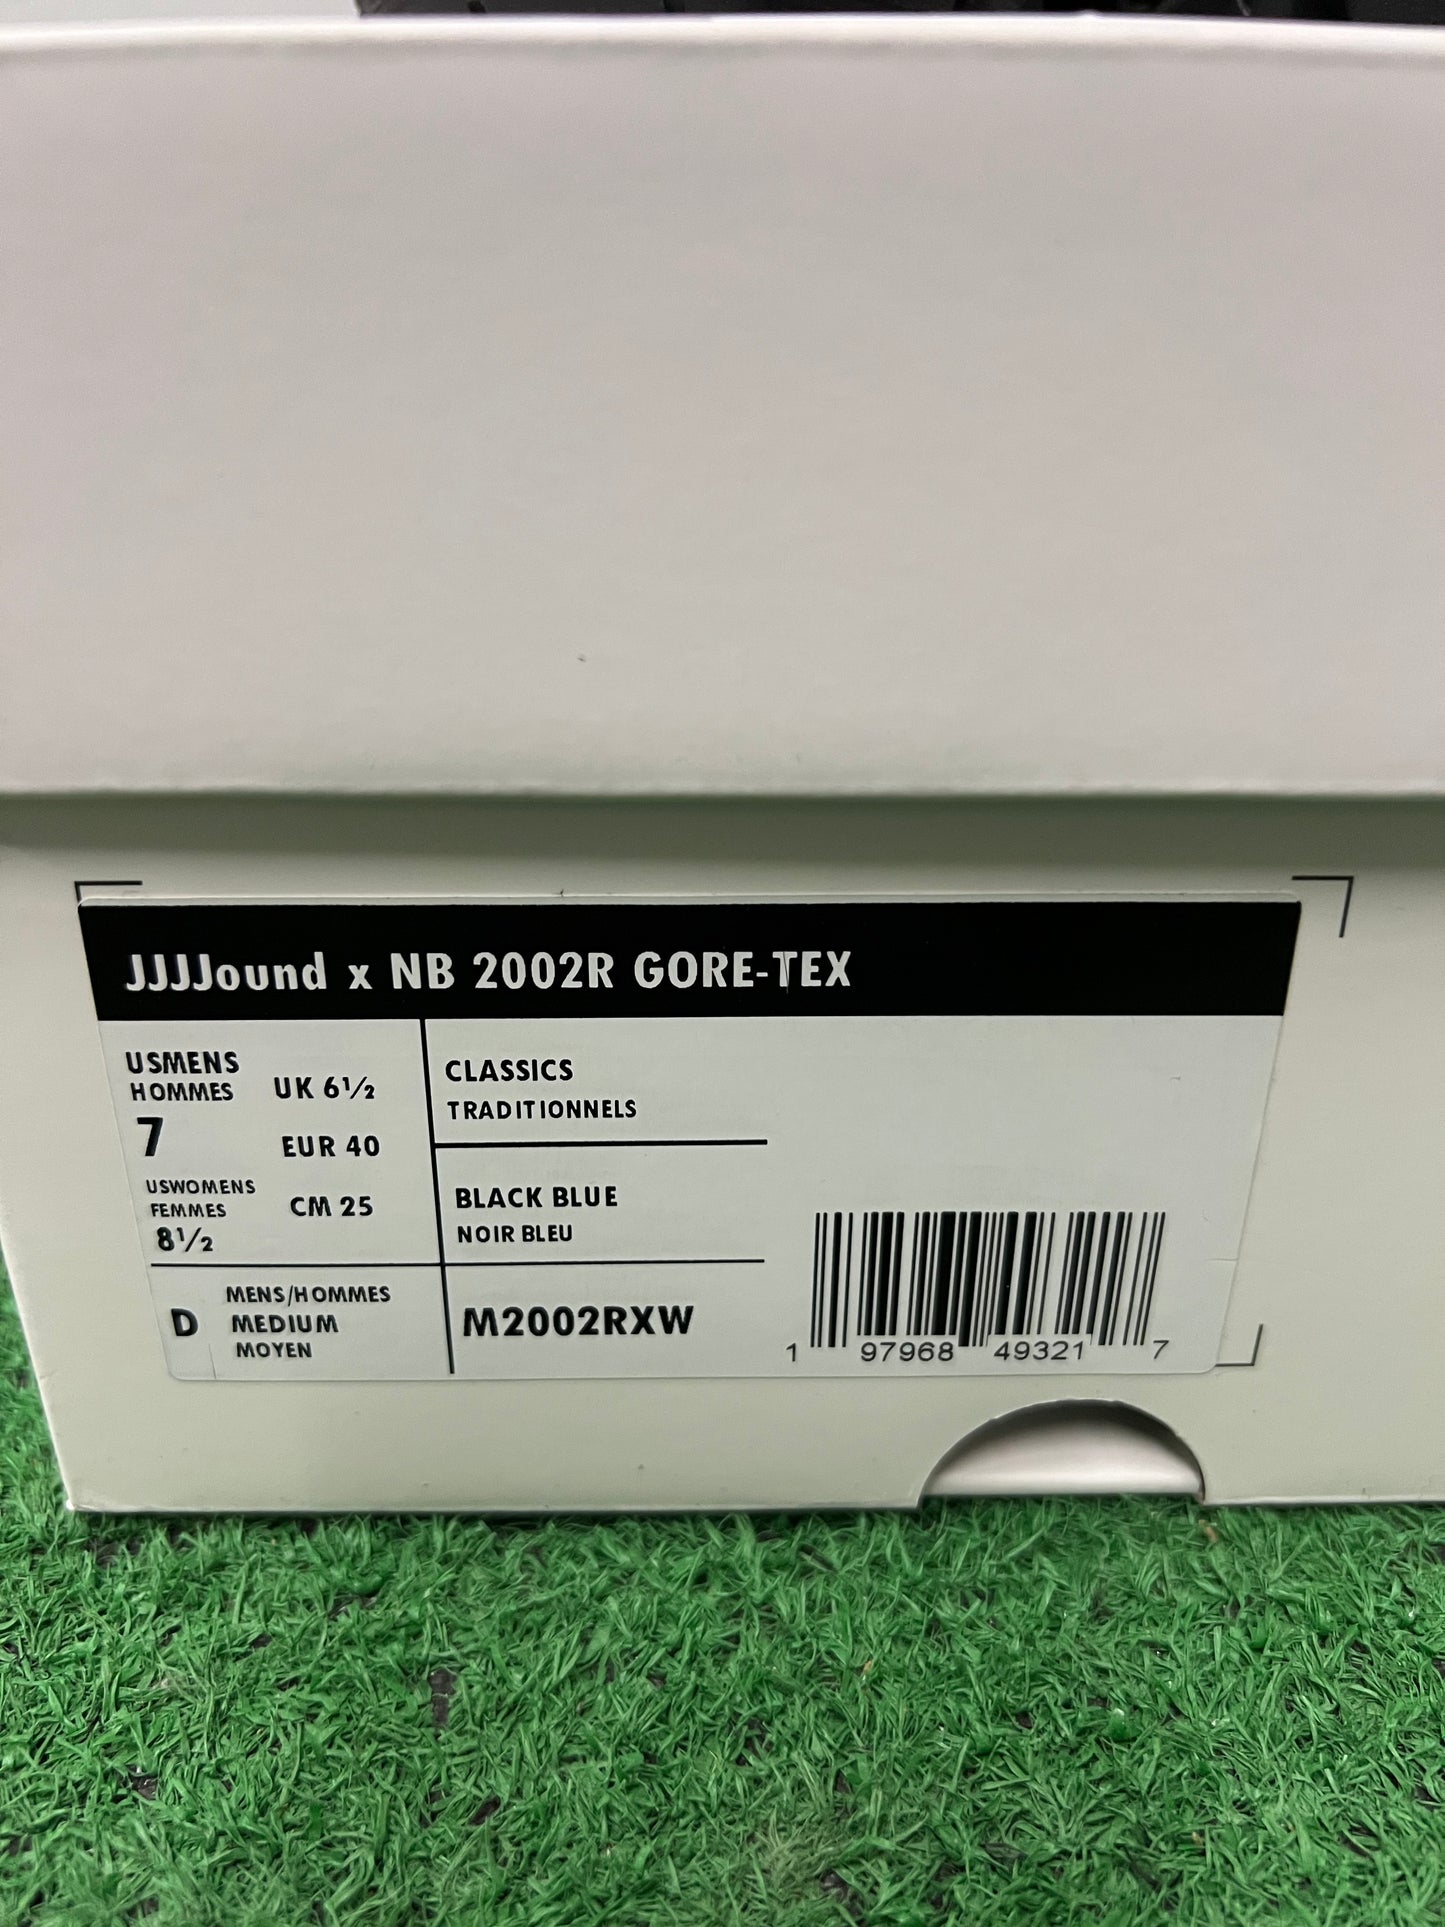 JJJJound x NB 2002R GORE-TEX
USMENS
HOMMES
7
UK 6½
EUR 40
USWOMENS
FEMMES
8½
CM 25
CLASSICS
TRADITIONNELS
BLACK BLUE
NOIR BLEU
D
MENS/HOMMES
MEDIUM
MOYEN
M2002RXW
1 97968 49321 7